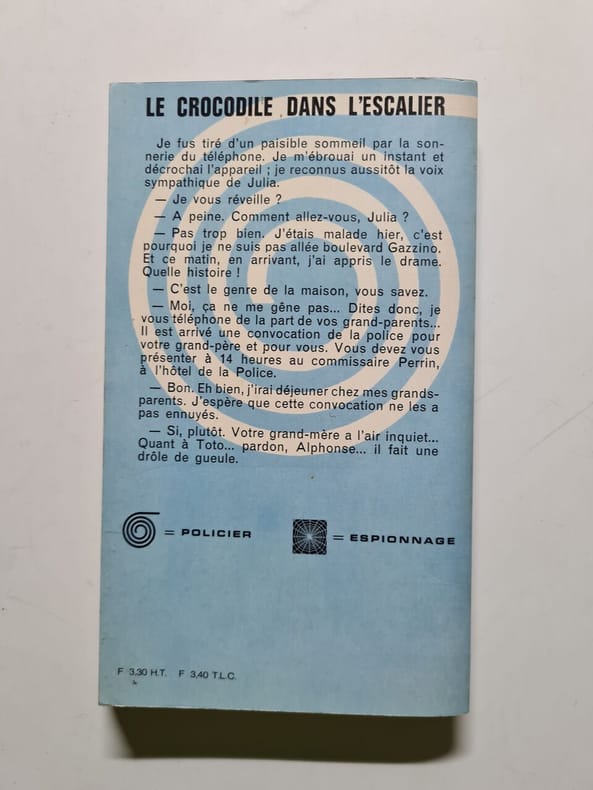 LE CROCODILE DANS L'ESCALIER
Je fus tiré d'un paisible sommeil par la son-
nerie du téléphone. Je m'ébrouai un instant et
décrochai l'appareil ; je reconnus aussitôt la voix
sympathique de Julia.
— Je vous réveille ?
— A peine. Comment allez-vous, Julia ?
— Pas trop bien. J'étais malade hier, c'est
pourquoi je ne suis pas allée boulevard Gazzino.
Et ce matin, en arrivant, j'ai appris le drame.
Quelle histoire !
— C'est le genre de la maison, vous savez.
— Moi, ça ne me gêne pas... Dites donc, je
vous téléphone de la part de vos grand-parents...
Il est arrivé une convocation de la police pour
votre grand-père et pour vous. Vous devez vous
présenter à 14 heures au commissaire Perrin,
à l'hôtel de la Police.
— Bon. Eh bien, j'irai déjeuner chez mes grands-
parents. J'espère que cette convocation ne les a
pas ennuyés.
— Si, plutôt. Votre grand-mère a l'air inquiet...
Quant à Toto... pardon, Alphonse... il fait une
drôle de gueule.
= POLICIER = ESPIONNAGE
F 3,30 H.T. F 3,40 T.L.C.